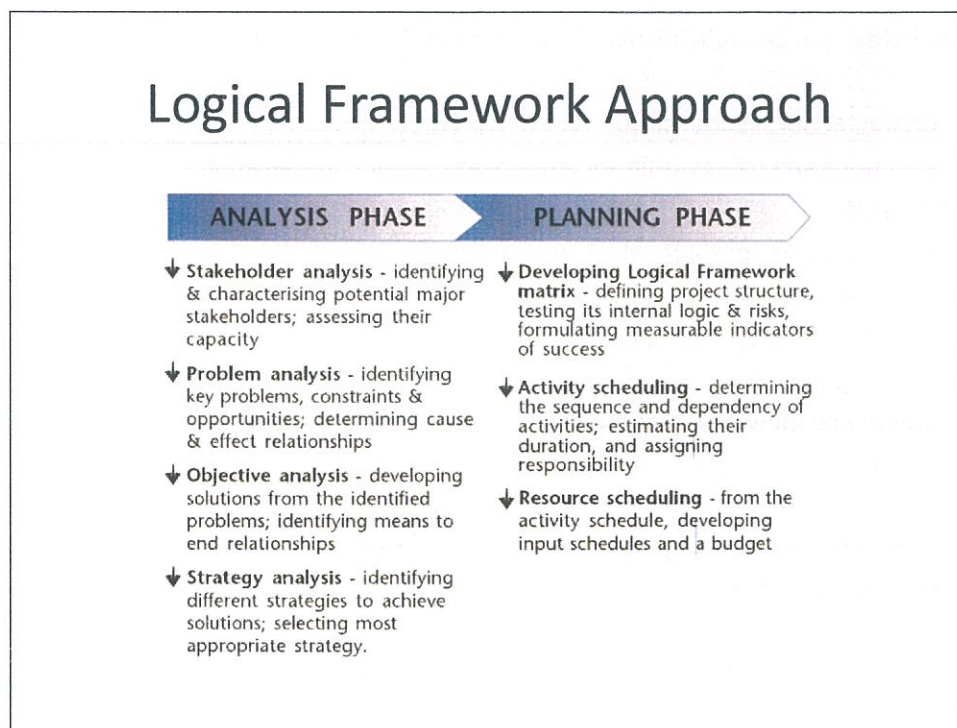 Logical Framework Approach
ANALYSIS PHASE
Stakeholder analysis - identifying
& characterising potential major
stakeholders; assessing their
capacity
Problem analysis - identifying
key problems, constraints &
opportunities; determining cause
& effect relationships
Objective analysis - developing
solutions from the identified
problems; identifying means to
end relationships
Strategy analysis - identifying
different strategies to achieve
solutions; selecting most
appropriate strategy.
PLANNING PHASE
Developing Logical Framework
matrix - defining project structure,
testing its internal logic & risks,
formulating measurable indicators
of success
Activity scheduling - determining
the sequence and dependency of
activities; estimating their
duration, and assigning
responsibility
Resource scheduling - from the
activity schedule, developing
input schedules and a budget